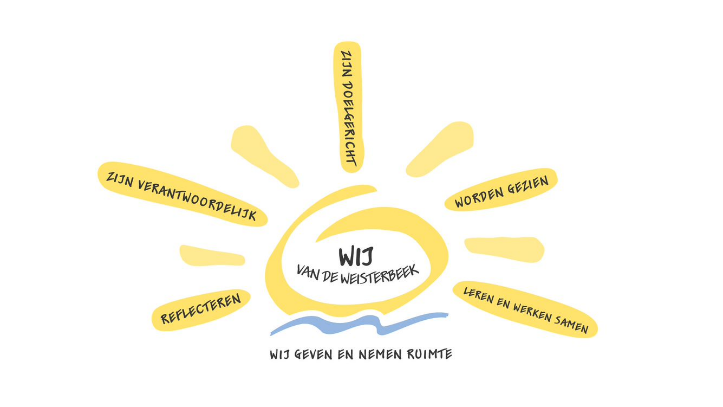 ZIJN DOELGERICHT
ZIJN VERANTWOORDELIJK
WORDEN GEZIEN
WIJ
VAN DE WEISTERBEEK
REFLECTEREN
LEREN EN WERKEN SAMEN
WIJ GEVEN EN NEMEN RUIMTE